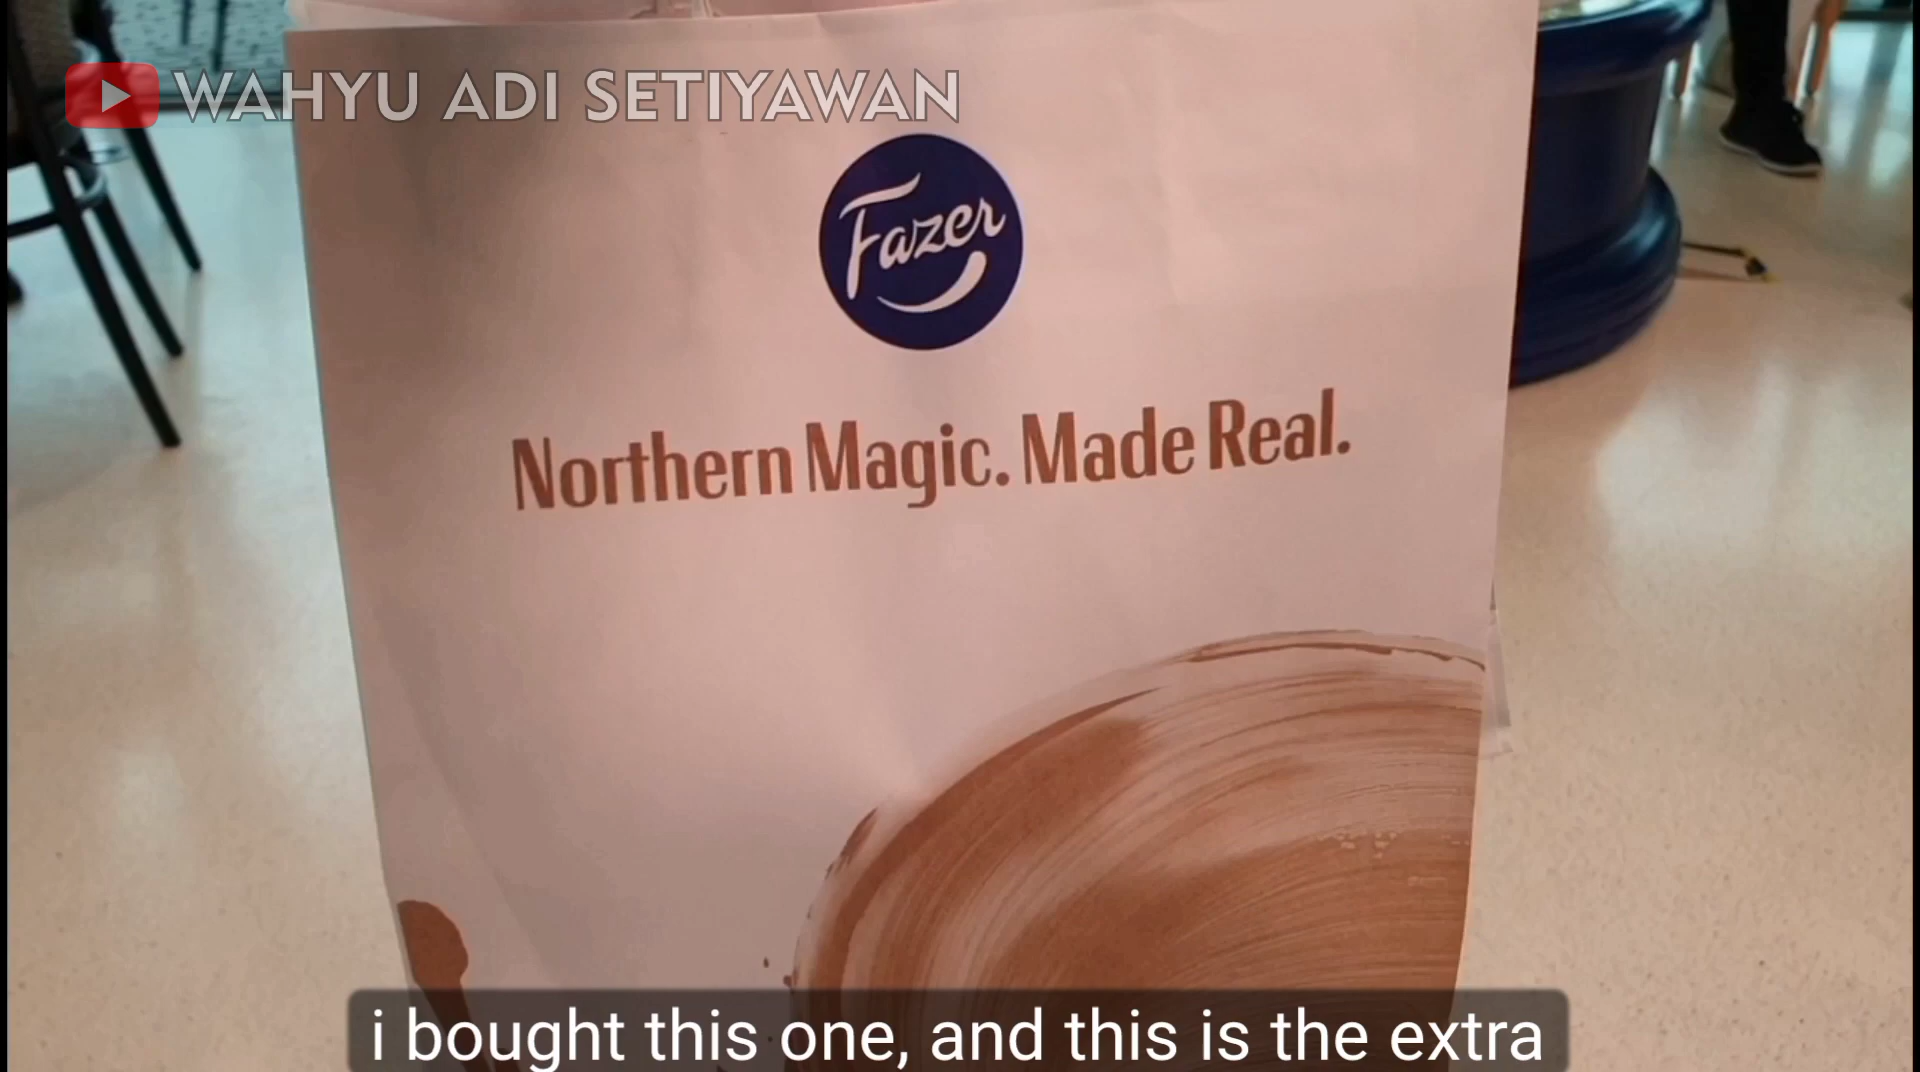 WAHYU ADI SETIYAWAN
Fazer
Northern Magic. Made Real.
i bought this one, and this is the extra